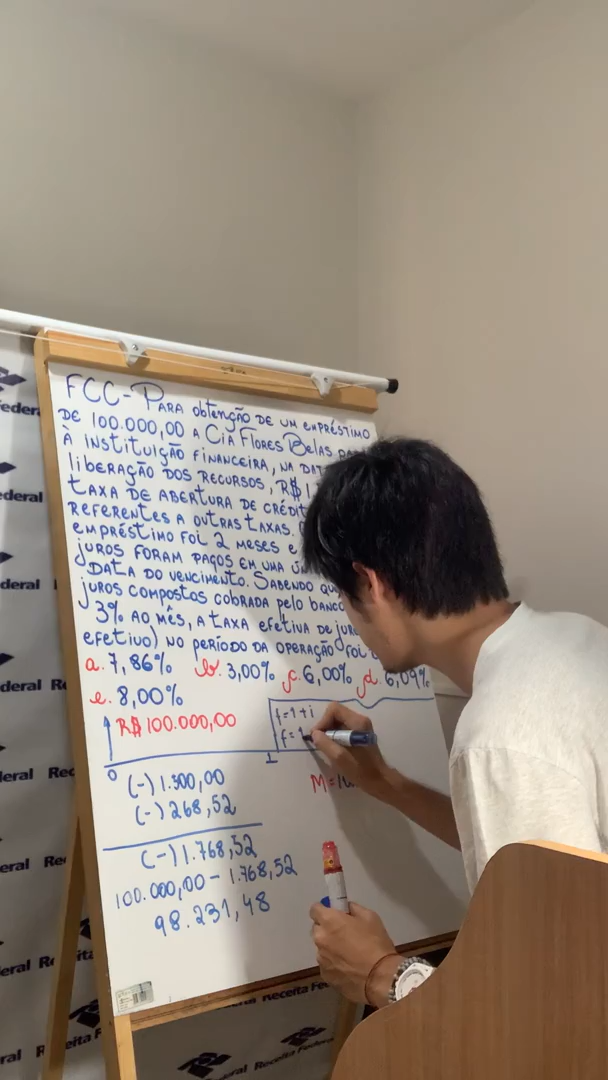 FCC - PARA obtENÇÃO DE UM EMPRÉSTIMO
DE 100.000,00 A CiA FLORES BELAS
À INSTITUIÇÃO FINANCEIRA, NA
LIBERAÇÃO DOS RECURSOS, R$ 1
TAXA DE ABERTURA DE CRÉDIT
REFERENTES A OUTRAS TAXAS.
EMPRÉSTIMO FOI 2 MESES E
JUROS FORAM PAGOS EM UMA
DATA DO VENCIMENTO. SABENDO
JUROS COMPOSTOS COBRADA PELO BANCO
3% AO MÊS, A TAXA EFETIVA DE
EFETIVO) NO PERÍODO DA OPERAÇÃO FOI
a. 7,86% b. 3,00% c. 6,00% d. 6,09%
e. 8,00%
R$ 100.000,00
f=1+i
f=1
0
(-) 1.500,00
(-) 268,52
M=
(-) 1.768,52
100.000,00 - 1.768,52
98.231,48
Receita Federal